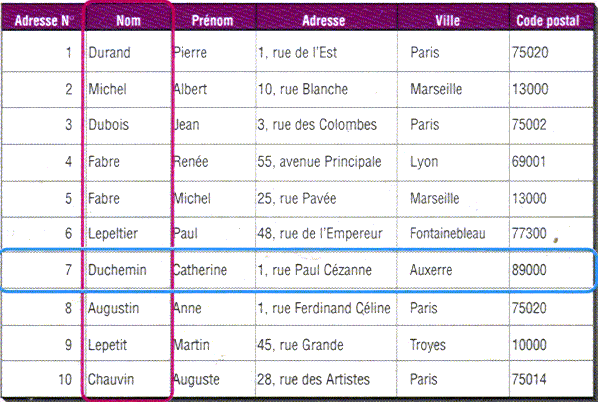 Adresse N° Nom Prénom Adresse Ville Code postal
1 Durand Pierre 1, rue de l'Est Paris 75020
2 Michel Albert 10, rue Blanche Marseille 13000
3 Dubois Jean 3, rue des Colombes Paris 75002
4 Fabre Renée 55, avenue Principale Lyon 69001
5 Fabre Michel 25, rue Pavée Marseille 13000
6 Lepeltier Paul 48, rue de l'Empereur Fontainebleau 77300
7 Duchemin Catherine 1, rue Paul Cézanne Auxerre 89000
8 Augustin Anne 1, rue Ferdinand Céline Paris 75020
9 Lepetit Martin 45, rue Grande Troyes 10000
10 Chauvin Auguste 28, rue des Artistes Paris 75014